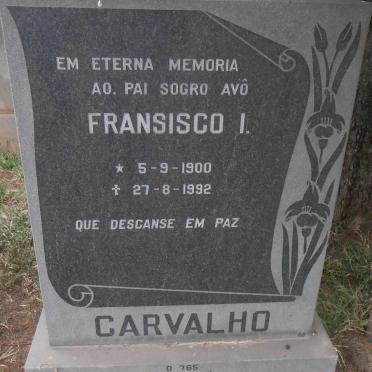 EM ETERNA MEMORIA
AO. PAI SOGRO AVÔ
FRANSISCO I.
★ 5-9-1900
✝ 27-8-1992
QUE DESCANSE EM PAZ
CARVALHO
D 765